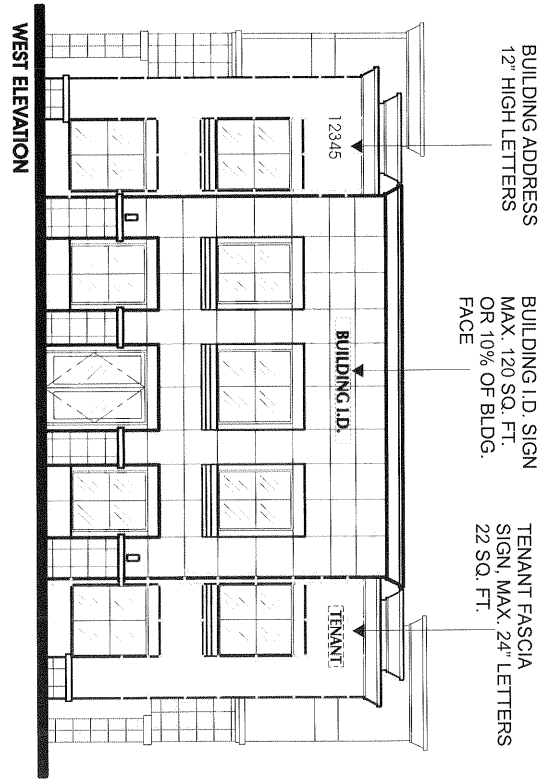 BUILDING ADDRESS
12" HIGH LETTERS
BUILDING I.D. SIGN
MAX. 120 SQ. FT.
OR 10% OF BLDG.
FACE
TENANT FASCIA
SIGN, MAX. 24" LETTERS
22 SQ. FT.
12345
BUILDING I.D.
TENANT
WEST ELEVATION